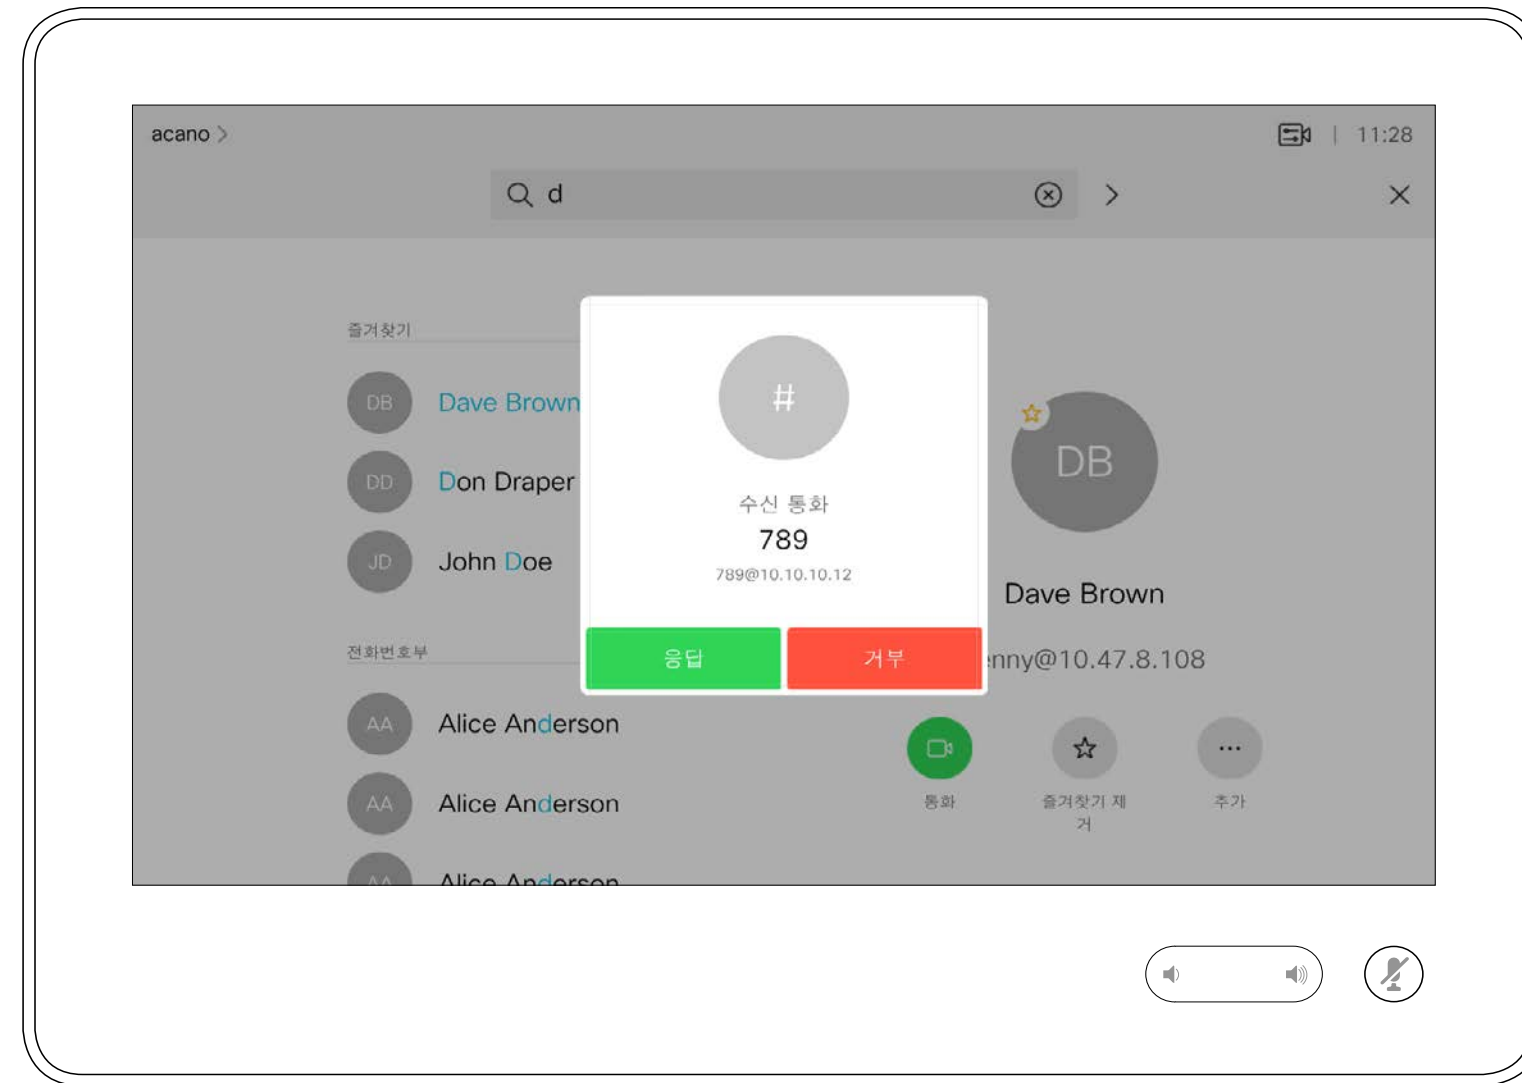 acano
11:28
d
즐겨찾기
DB
Dave Brown
DD
Don Draper
JD
John Doe
전화번호부
AA
Alice Anderson
AA
Alice Anderson
AA
Alice Anderson
#
수신 통화
789
789@10.10.10.12
응답
거부
DB
Dave Brown
nny@10.47.8.108
통화
즐겨찾기 제
거
추가